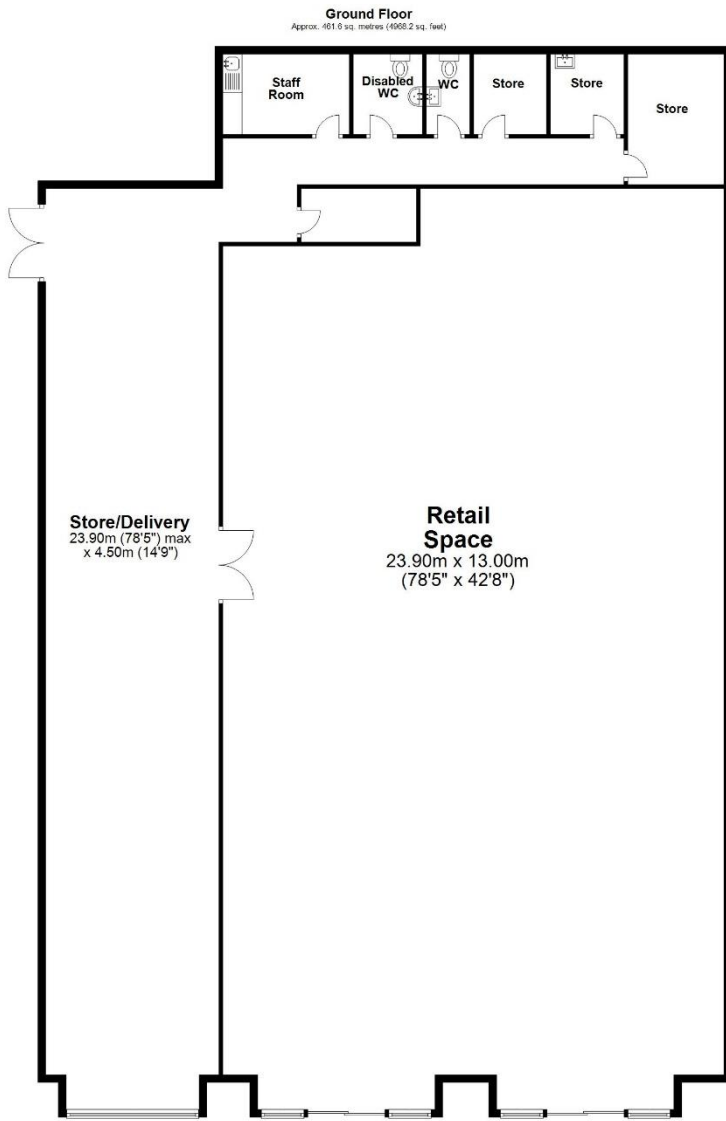 Ground Floor
Approx. 461.6 sq. metres (4968.2 sq. feet)
Staff
Room
Disabled
WC
WC
Store
Store
Store
Store/Delivery
23.90m (78'5") max
x 4.50m (14'9")
Retail
Space
23.90m x 13.00m
(78'5" x 42'8")